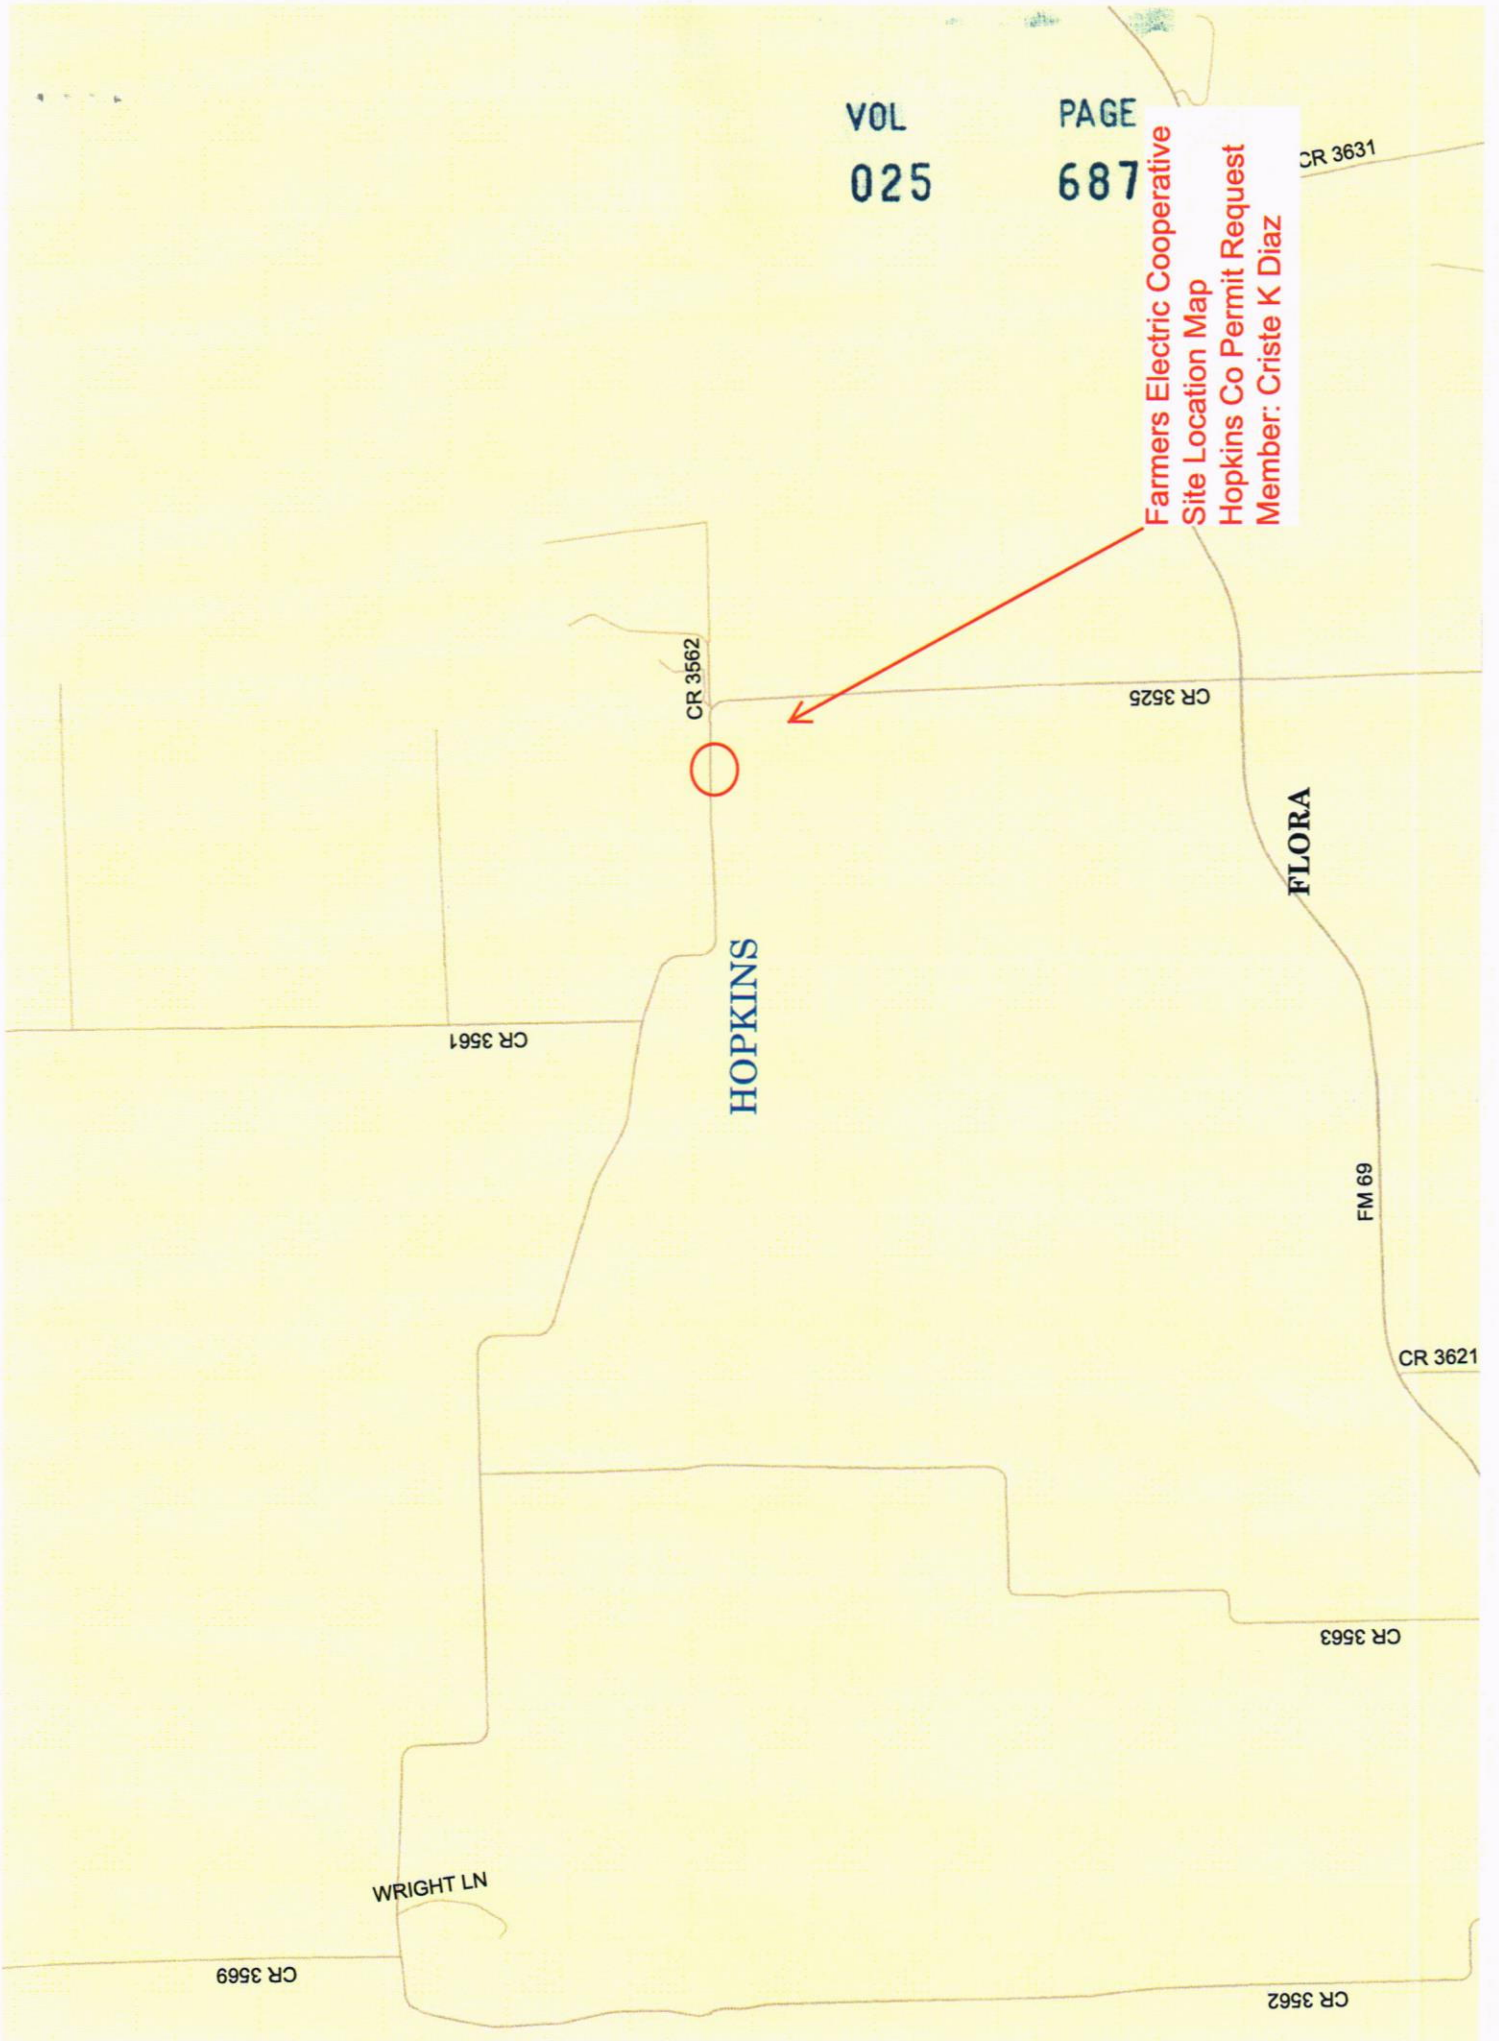 VOL PAGE
025 687
Farmers Electric Cooperative
Site Location Map
Hopkins Co Permit Request
Member: Criste K Diaz
CR 3631
CR 3562
CR 3525
FLORA
HOPKINS
CR 3561
FM 69
CR 3621
CR 3563
WRIGHT LN
CR 3569
CR 3562